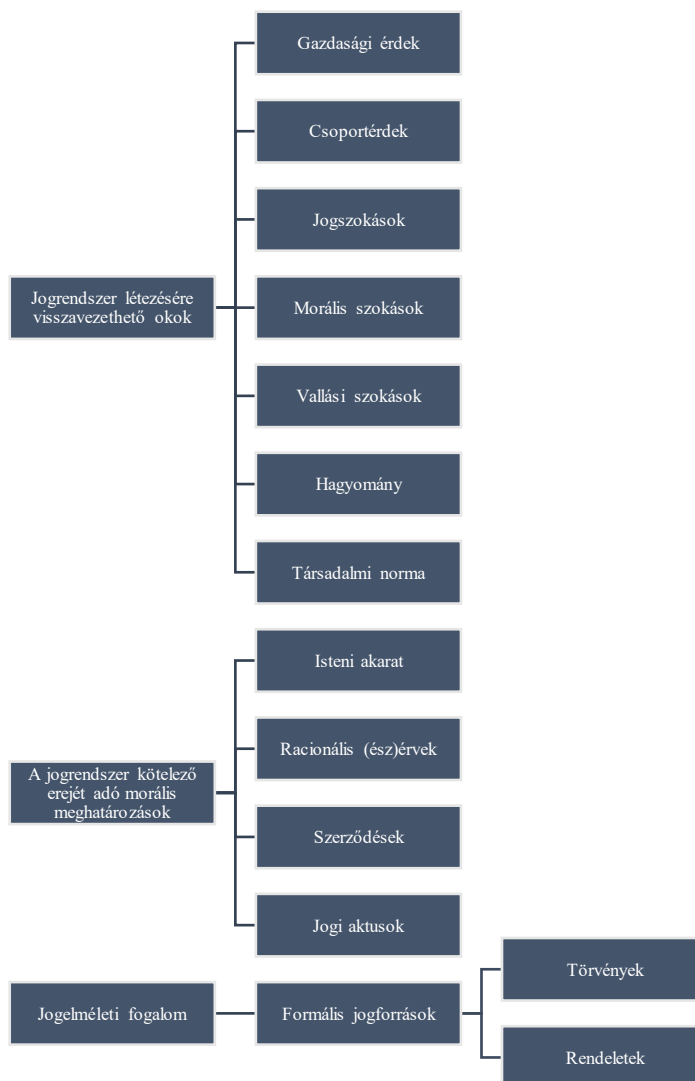 Gazdasági érdek
Csoportérdek
Jogszokások
Jogrendszer létezésére
visszavezethető okok
Morális szokások
Vallási szokások
Hagyomány
Társadalmi norma
Isteni akarat
Racionális (ész)érvek
A jogrendszer kötelező
erejét adó morális
meghatározások
Szerződések
Jogi aktusok
Törvények
Jogelméleti fogalom
Formális jogforrások
Rendeletek